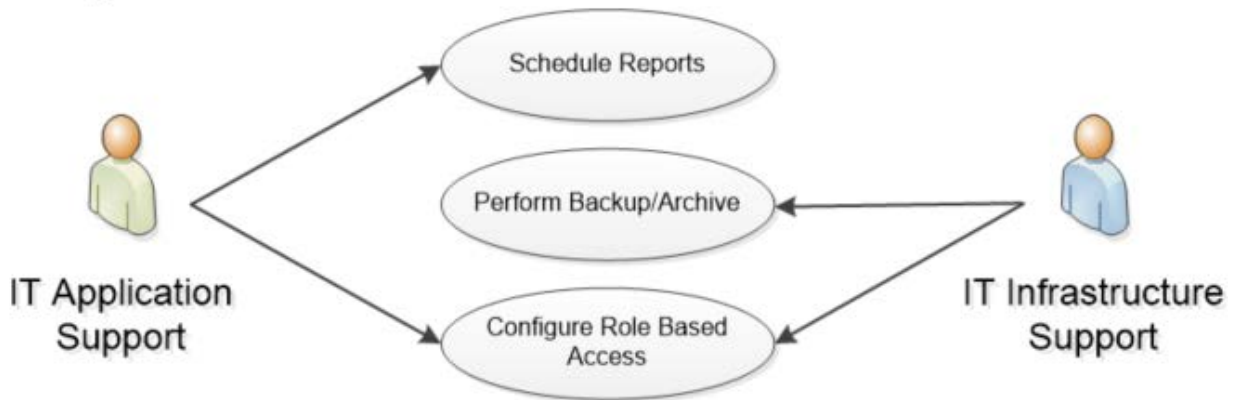 Schedule Reports
Perform Backup/Archive
IT Application
Support
IT Infrastructure
Support
Configure Role Based
Access